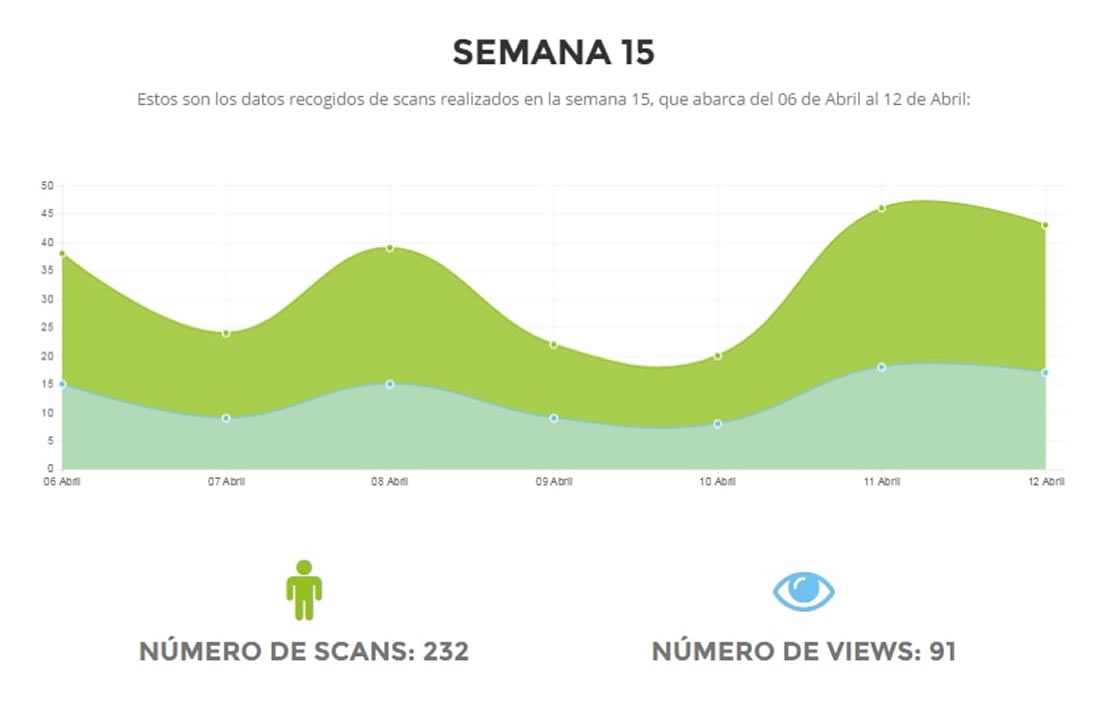 SEMANA 15
Estos son los datos recogidos de scans realizados en la semana 15, que abarca del 06 de Abril al 12 de Abril:
50
45
40
35
30
25
20
15
10
5
0
06 Abril 07 Abril 08 Abril 09 Abril 10 Abril 11 Abril 12 Abril
NÚMERO DE SCANS: 232 NÚMERO DE VIEWS: 91